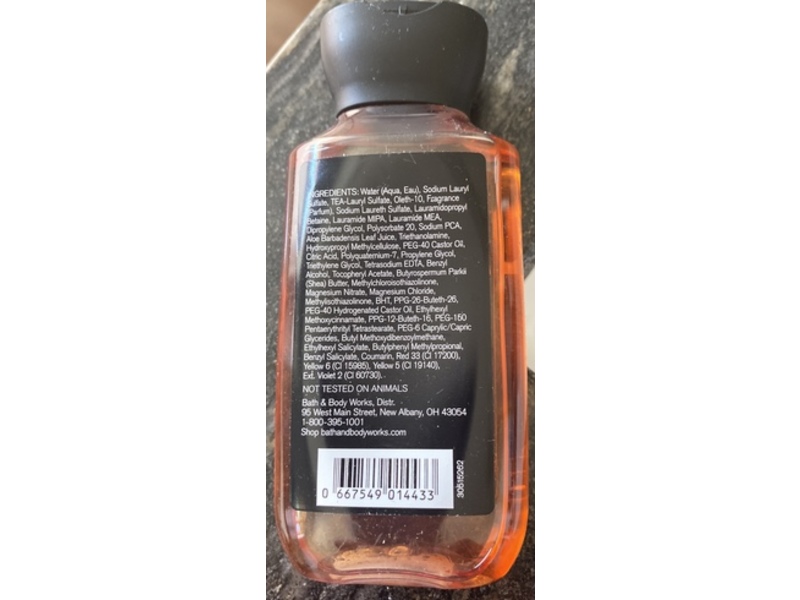 INGREDIENTS: Water (Aqua, Eau), Sodium Lauryl
Sulfate, TEA-Lauryl Sulfate, Oleth-10, Fragrance
(Parfum), Sodium Laureth Sulfate, Lauramidopropyl
Betaine, Lauramide MIPA, Lauramide MEA,
Dipropylene Glycol, Polysorbate 20, Sodium PCA,
Aloe Barbadensis Leaf Juice, Triethanolamine,
Hydroxypropyl Methylcellulose, PEG-40 Castor Oil,
Citric Acid, Polyquaternium-7, Propylene Glycol,
Triethylene Glycol, Tetrasodium EDTA, Benzyl
Alcohol, Tocopheryl Acetate, Butyrospermum Parkii
(Shea) Butter, Methylchloroisothiazolinone,
Magnesium Nitrate, Magnesium Chloride,
Methylisothiazolinone, BHT, PPG-26-Buteth-26,
PEG-40 Hydrogenated Castor Oil, Ethylhexyl
Methoxycinnamate, PPG-12-Buteth-16, PEG-150
Pentaerythrityl Tetrastearate, PEG-6 Caprylic/Capric
Glycerides, Butyl Methoxydibenzoylmethane,
Ethylhexyl Salicylate, Butylphenyl Methylpropional,
Benzyl Salicylate, Coumarin, Red 33 (CI 17200),
Yellow 6 (CI 15985), Yellow 5 (CI 19140),
Ext. Violet 2 (CI 60730).
NOT TESTED ON ANIMALS
Bath & Body Works, Distr.
95 West Main Street, New Albany, OH 43054
1-800-395-1001
Shop bathandbodyworks.com
0 667549 014433
30515262